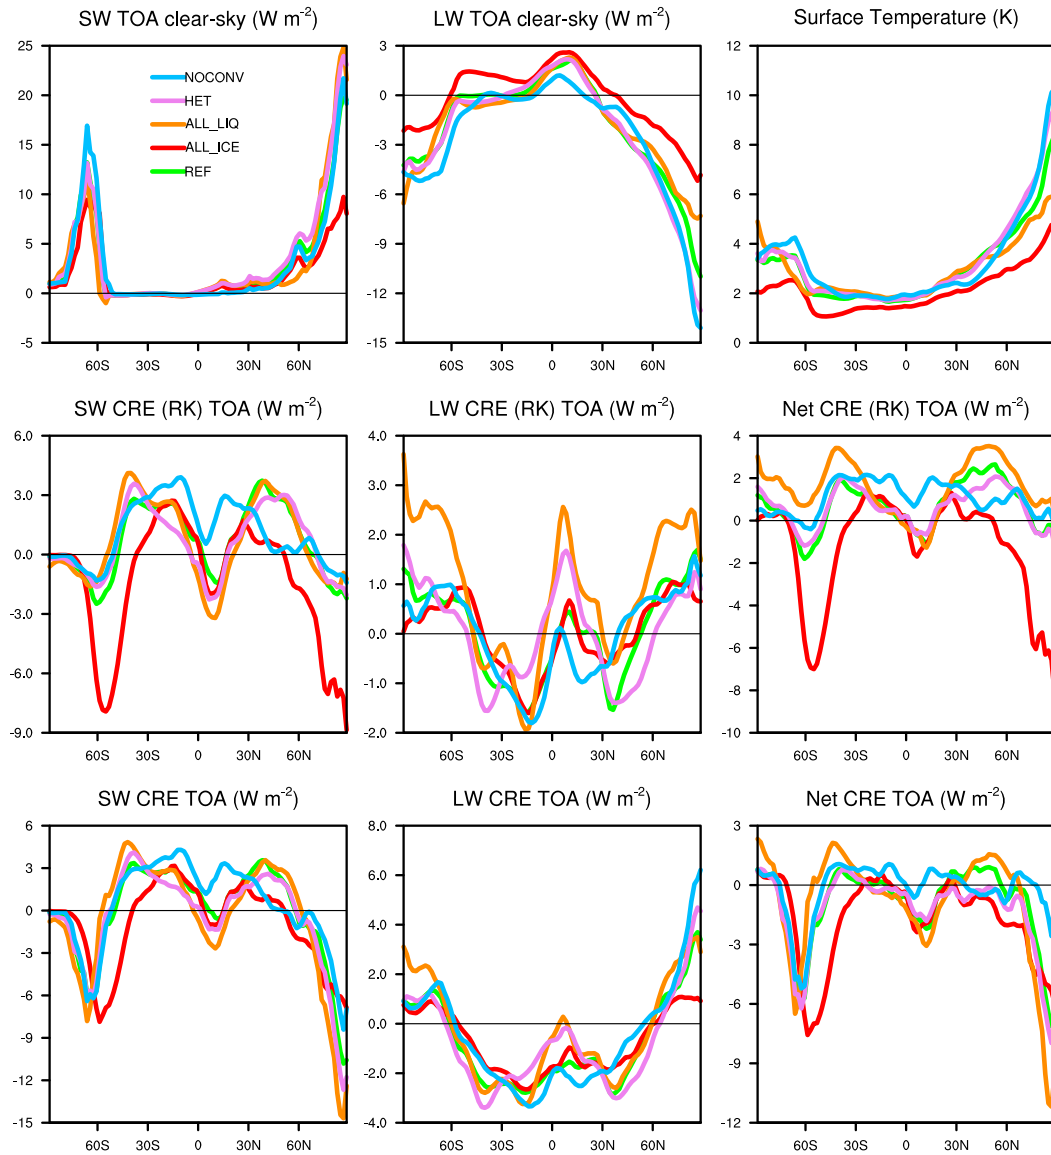 SW TOA clear-sky (W m-2)
LW TOA clear-sky (W m-2)
Surface Temperature (K)
25
20
15
10
5
0
-5
NOCONV
HET
ALL_LIQ
ALL_ICE
REF
60S 30S 0 30N 60N
3
0
-3
-6
-9
-12
-15
60S 30S 0 30N 60N
12
10
8
6
4
2
0
60S 30S 0 30N 60N
SW CRE (RK) TOA (W m-2)
LW CRE (RK) TOA (W m-2)
Net CRE (RK) TOA (W m-2)
6.0
3.0
0.0
-3.0
-6.0
-9.0
60S 30S 0 30N 60N
4.0
3.0
2.0
1.0
0.0
-1.0
-2.0
60S 30S 0 30N 60N
4
2
0
-2
-4
-6
-8
-10
60S 30S 0 30N 60N
SW CRE TOA (W m-2)
LW CRE TOA (W m-2)
Net CRE TOA (W m-2)
6
3
0
-3
-6
-9
-12
-15
60S 30S 0 30N 60N
8.0
6.0
4.0
2.0
0.0
-2.0
-4.0
60S 30S 0 30N 60N
3
0
-3
-6
-9
-12
60S 30S 0 30N 60N